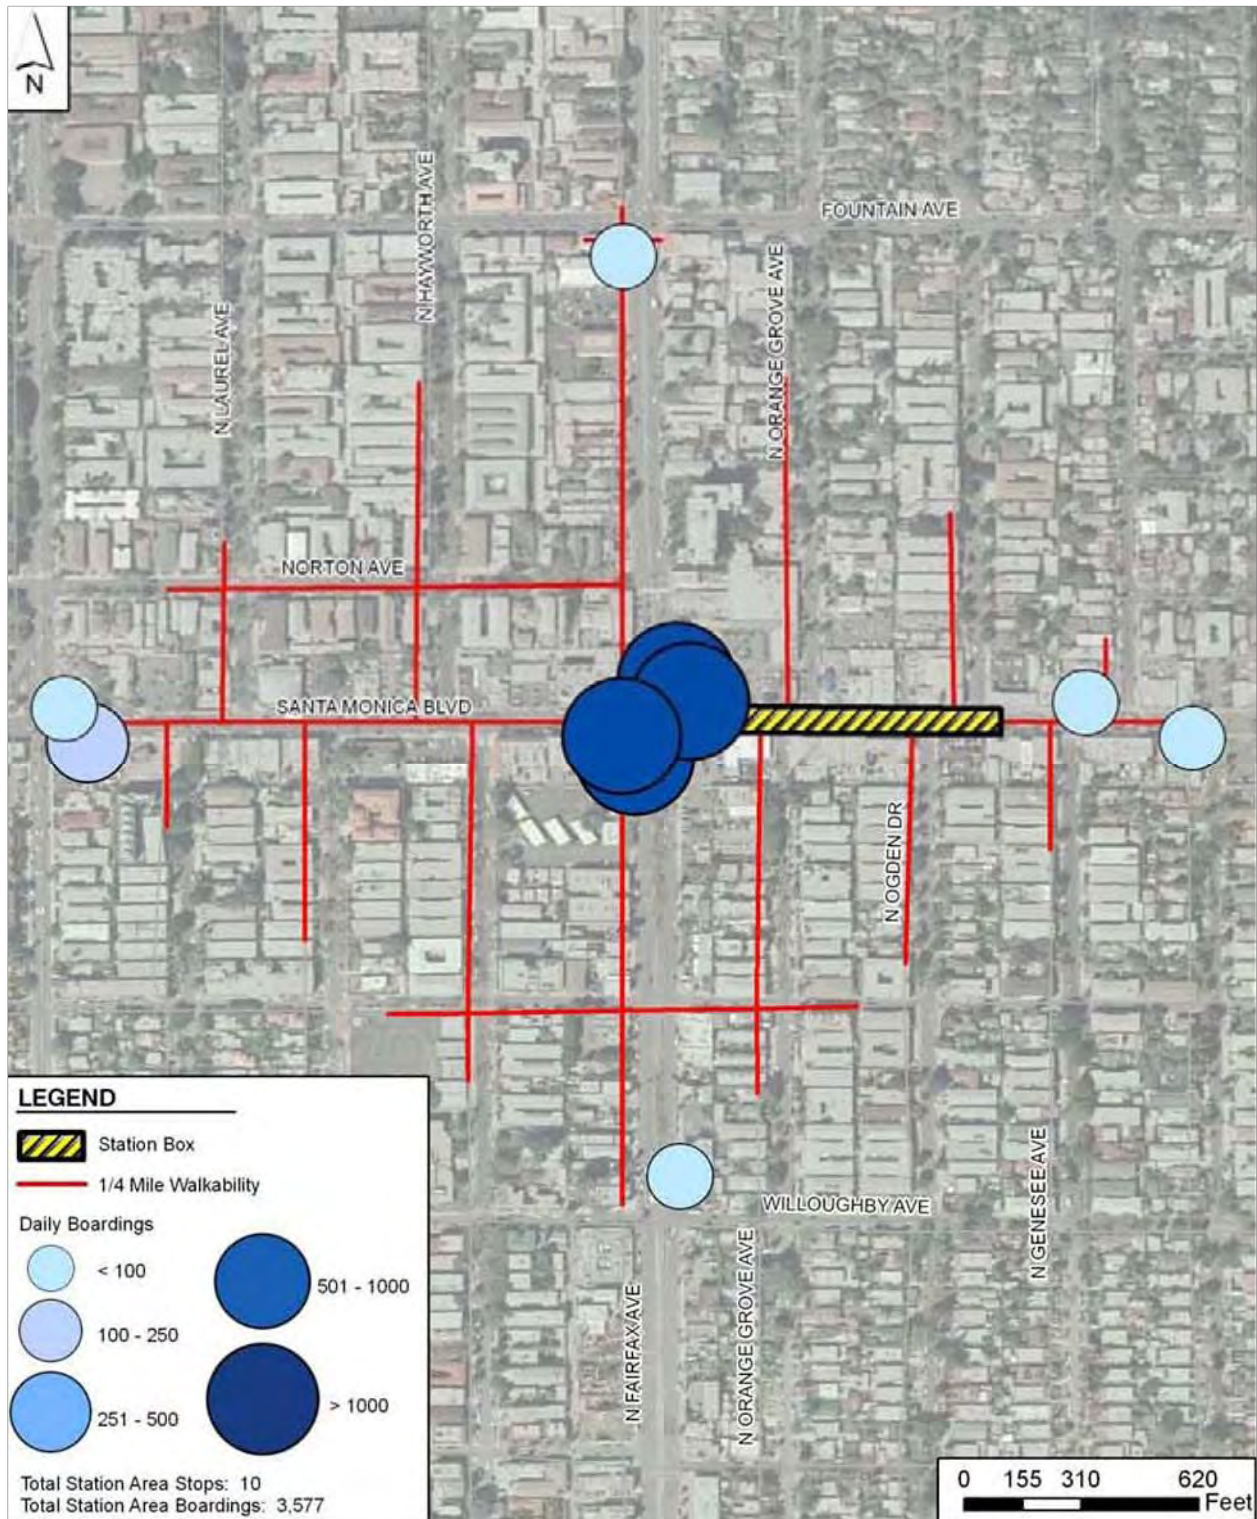 N
FOUNTAIN AVE
N HAYWORTH AVE
N ORANGE GROVE AVE
N LAUREL AVE
NORTON AVE
SANTA MONICA BLVD
N OGDEN DR
WILLOUGHBY AVE
N GENESEE AVE
N FAIRFAX AVE
N ORANGE GROVE AVE
LEGEND
Station Box
1/4 Mile Walkability
Daily Boardings
< 100
100 - 250
251 - 500
501 - 1000
> 1000
Total Station Area Stops: 10
Total Station Area Boardings: 3,577
0 155 310 620
Feet